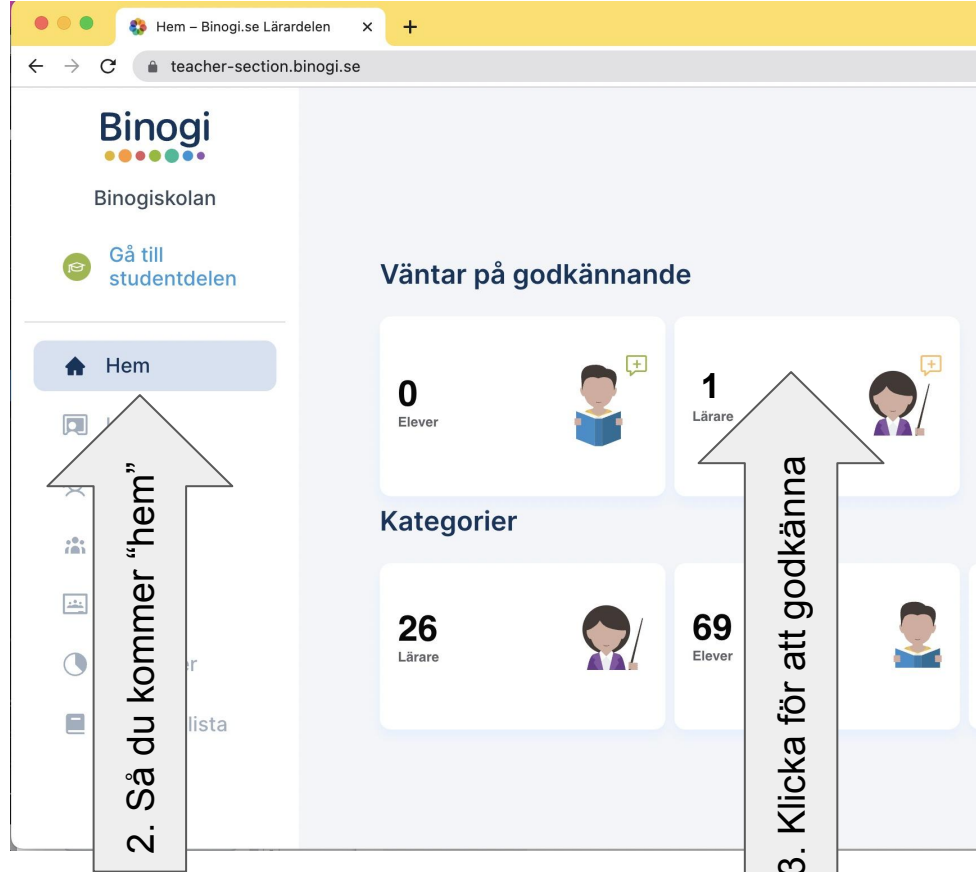 Hem – Binogi.se Lärardelen
teacher-section.binogi.se
Binogi
Binogiskolan
Gå till
studentdelen
Hem
lista
Väntar på godkännande
0
Elever
1
Lärare
Kategorier
26
Lärare
69
Elever
2. Så du kommer “hem”
3. Klicka för att godkänna